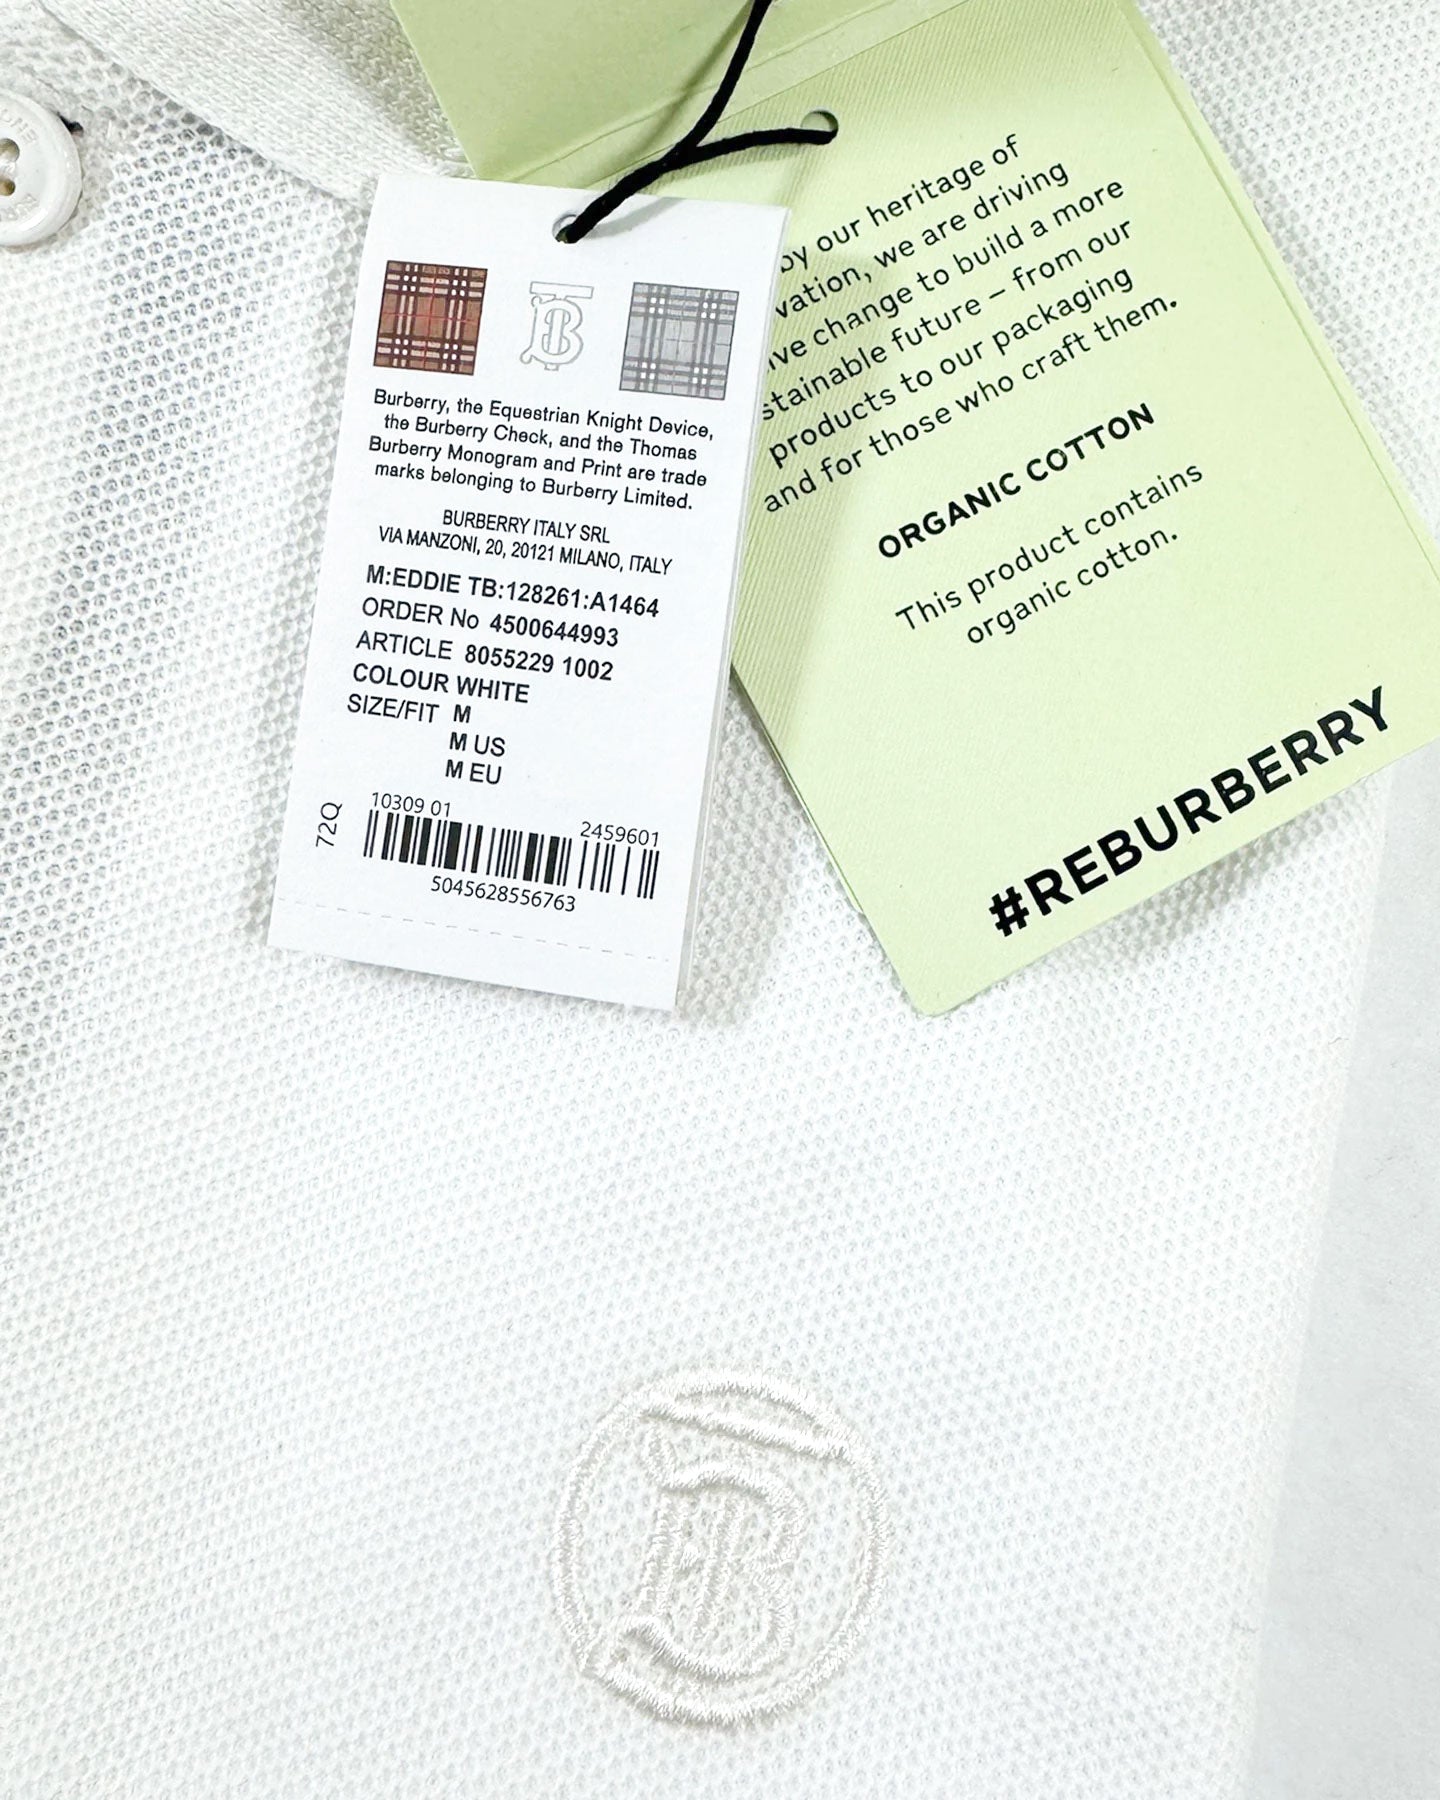 Burberry, the Equestrian Knight Device,
the Burberry Check, and the Thomas
Burberry Monogram and Print are trade
marks belonging to Burberry Limited.
BURBERRY ITALY SRL
VIA MANZONI, 20, 20121 MILANO, ITALY
M:EDDIE TB:128261:A1464
ORDER No 4500644993
ARTICLE 8055229 1002
COLOUR WHITE
SIZE/FIT M
M US
M EU
72Q
10309 01
2459601
5045628556763
by our heritage of
vation, we are driving
ive change to build a more
stainable future – from our
products to our packaging
and for those who craft them.
ORGANIC COTTON
This product contains
organic cotton.
#REBURBERRY
TB